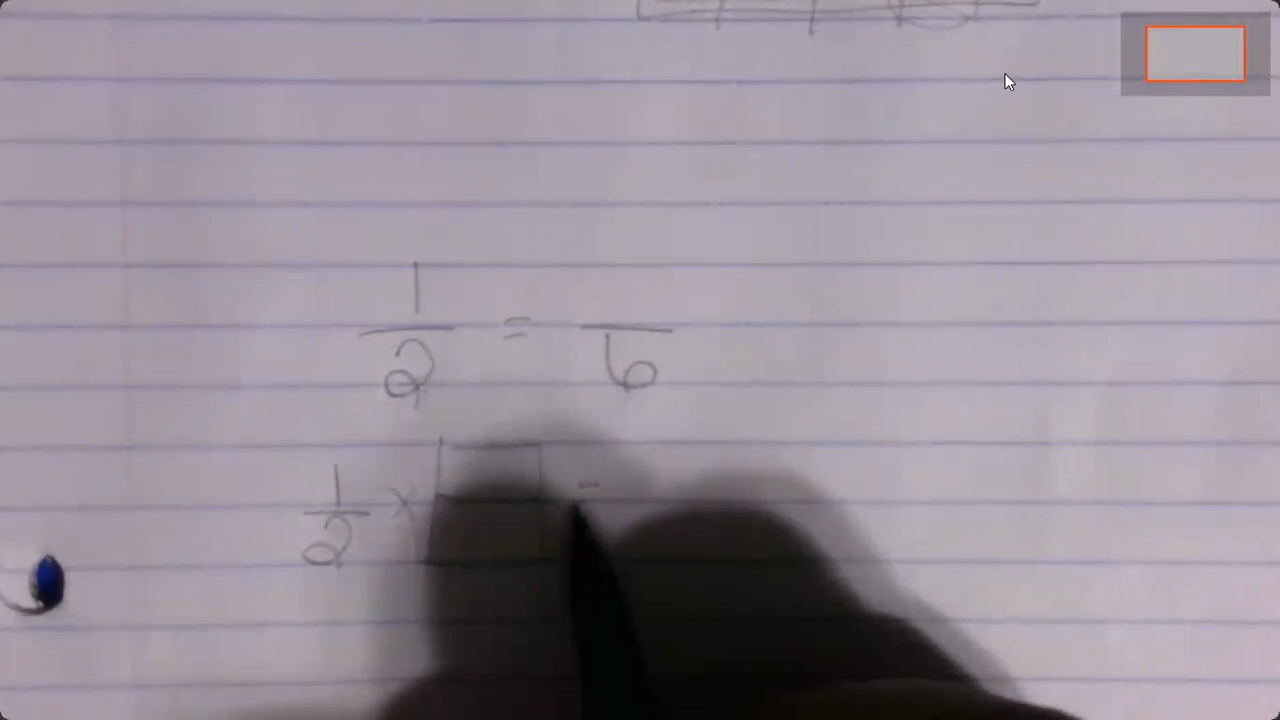 1/2 = /6
1/2 ×   =